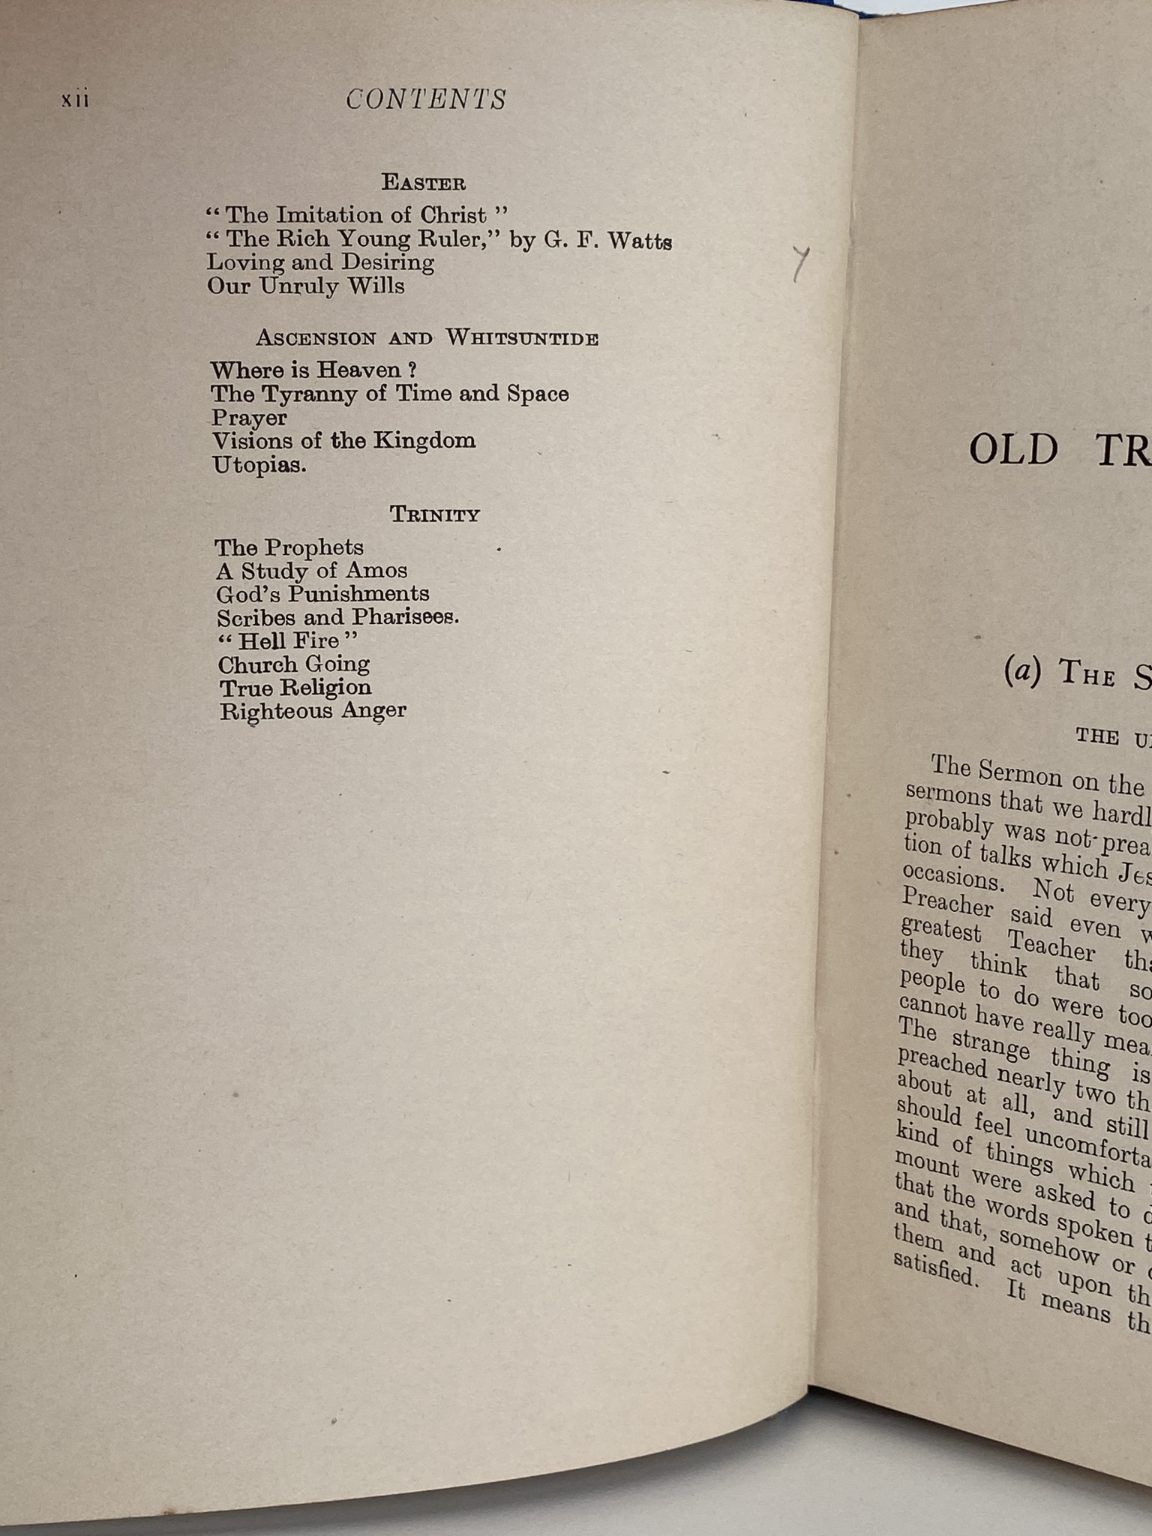 xii
CONTENTS
EASTER
“ The Imitation of Christ ”
“ The Rich Young Ruler,” by G. F. Watts
Loving and Desiring
Our Unruly Wills
ASCENSION AND WHITSUNTIDE
Where is Heaven ?
The Tyranny of Time and Space
Prayer
Visions of the Kingdom
Utopias.
TRINITY
The Prophets
A Study of Amos
God’s Punishments
Scribes and Pharisees.
“ Hell Fire ”
Church Going
True Religion
Righteous Anger
OLD TR
(a) THE S
THE U
The Sermon on the
sermons that we hardl
probably was not prea
tion of talks which Jes
occasions. Not every
Preacher said even w
greatest Teacher tha
they think that so
people to do were too
cannot have really mea
The strange thing is
preached nearly two th
about at all, and still
should feel uncomforta
kind of things which
mount were asked to d
that the words spoken t
and that, somehow or
them and act upon th
satisfied. It means th